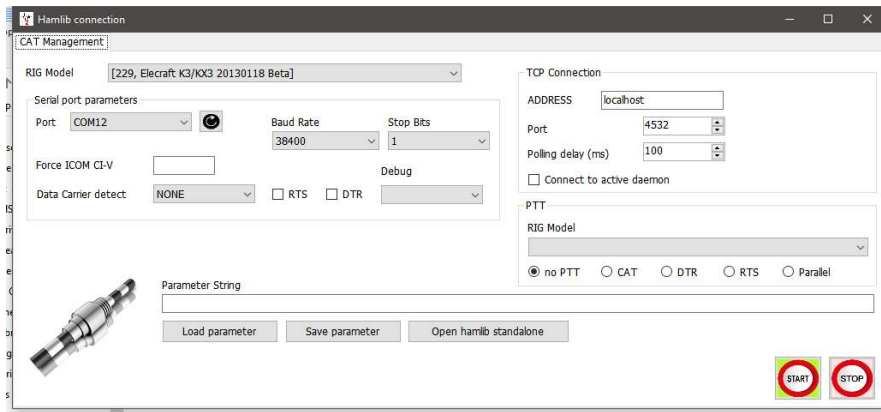 Hamlib connection
CAT Management
RIG Model [229, Elecraft K3/KX3 20130118 Beta]
Serial port parameters
Port COM12
Baud Rate
38400
Stop Bits
1
Force ICOM CI-V
Debug
Data Carrier detect NONE RTS DTR
TCP Connection
ADDRESS localhost
Port 4532
Polling delay (ms) 100
Connect to active daemon
PTT
RIG Model
no PTT CAT DTR RTS Parallel
Parameter String
Load parameter Save parameter Open hamlib standalone
START STOP